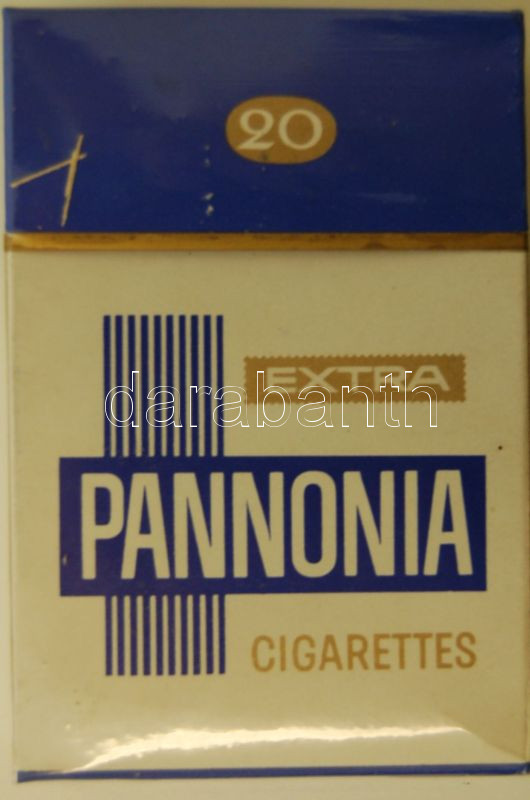 20
EXTRA
darabanth
PANNONIA
CIGARETTES